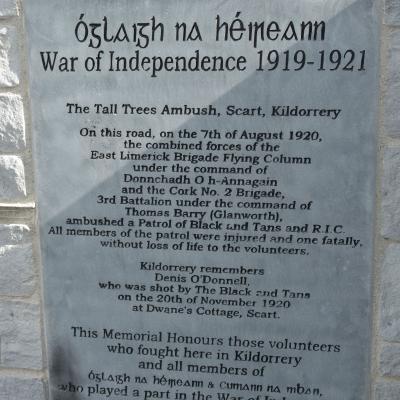 óglaigh na héireann
War of Independence 1919-1921
The Tall Trees Ambush, Scart, Kildorrery
On this road, on the 7th of August 1920,
the combined forces of the
East Limerick Brigade Flying Column
under the command of
Donnchadh O h-Annagain
and the Cork No. 2 Brigade,
3rd Battalion under the command of
Thomas Barry (Glanworth),
ambushed a Patrol of Black and Tans and R.I.C.
All members of the patrol were injured and one fatally,
without loss of life to the volunteers.
Kildorrery remembers
Denis O'Donnell,
who was shot by The Black and Tans
on the 20th of November 1920
at Dwane's Cottage, Scart.
This Memorial Honours those volunteers
who fought here in Kildorrery
and all members of
óglaigh na héireann & cumann na mban,
who played a part in the War of Independence